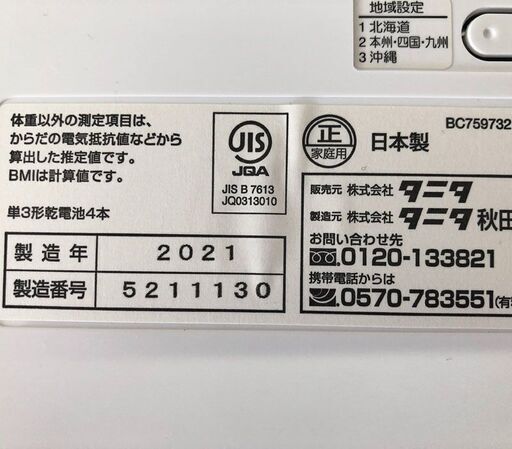 地域設定
1 北海道
2 本州・四国・九州
3 沖縄
体重以外の測定項目は、
からだの電気抵抗値などから
算出した推定値です。
BMIは計算値です。
単3形乾電池4本
製造年 2021
製造番号 5211130
JIS
JQA
JIS B 7613
JQ0313010
正
家庭用
日本製
BC759732
販売元 株式会社 タニタ
製造元 株式会社 タニタ 秋田
お問い合わせ先
0120-133821
携帯電話からは
0570-783551(有